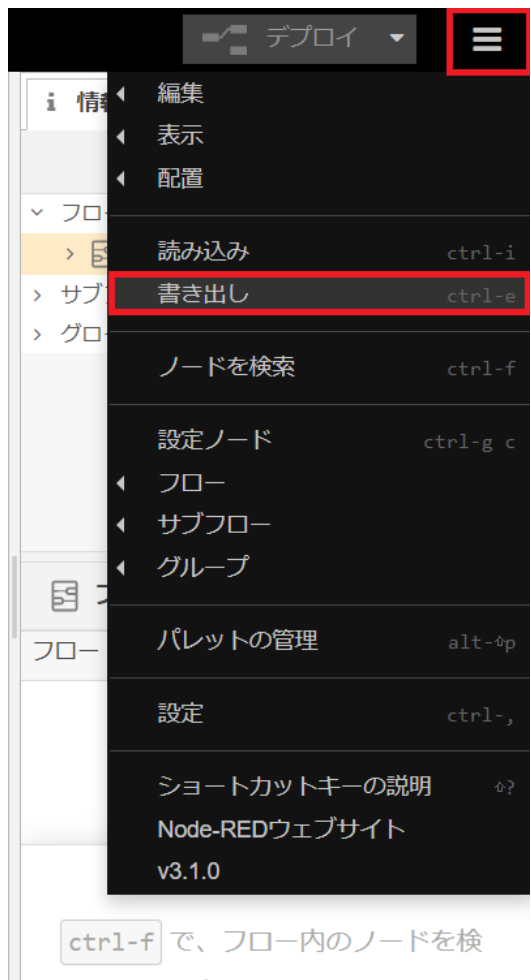 デプロイ
i 情報
編集
表示
配置
フロー
読み込み ctrl-i
サブ
書き出し ctrl-e
グロー
ノードを検索 ctrl-f
設定ノード ctrl-g c
フロー
サブフロー
グループ
フ
パレットの管理 alt-⇧p
フロー
設定 ctrl-,
ショートカットキーの説明 ⇧?
Node-REDウェブサイト
v3.1.0
ctrl-f で、フロー内のノードを検